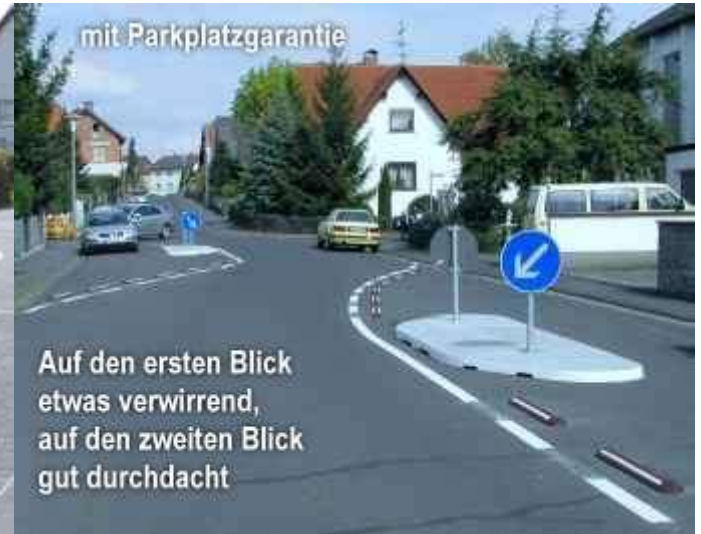 mit Parkplatzgarantie
Auf den ersten Blick
etwas verwirrend,
auf den zweiten Blick
gut durchdacht